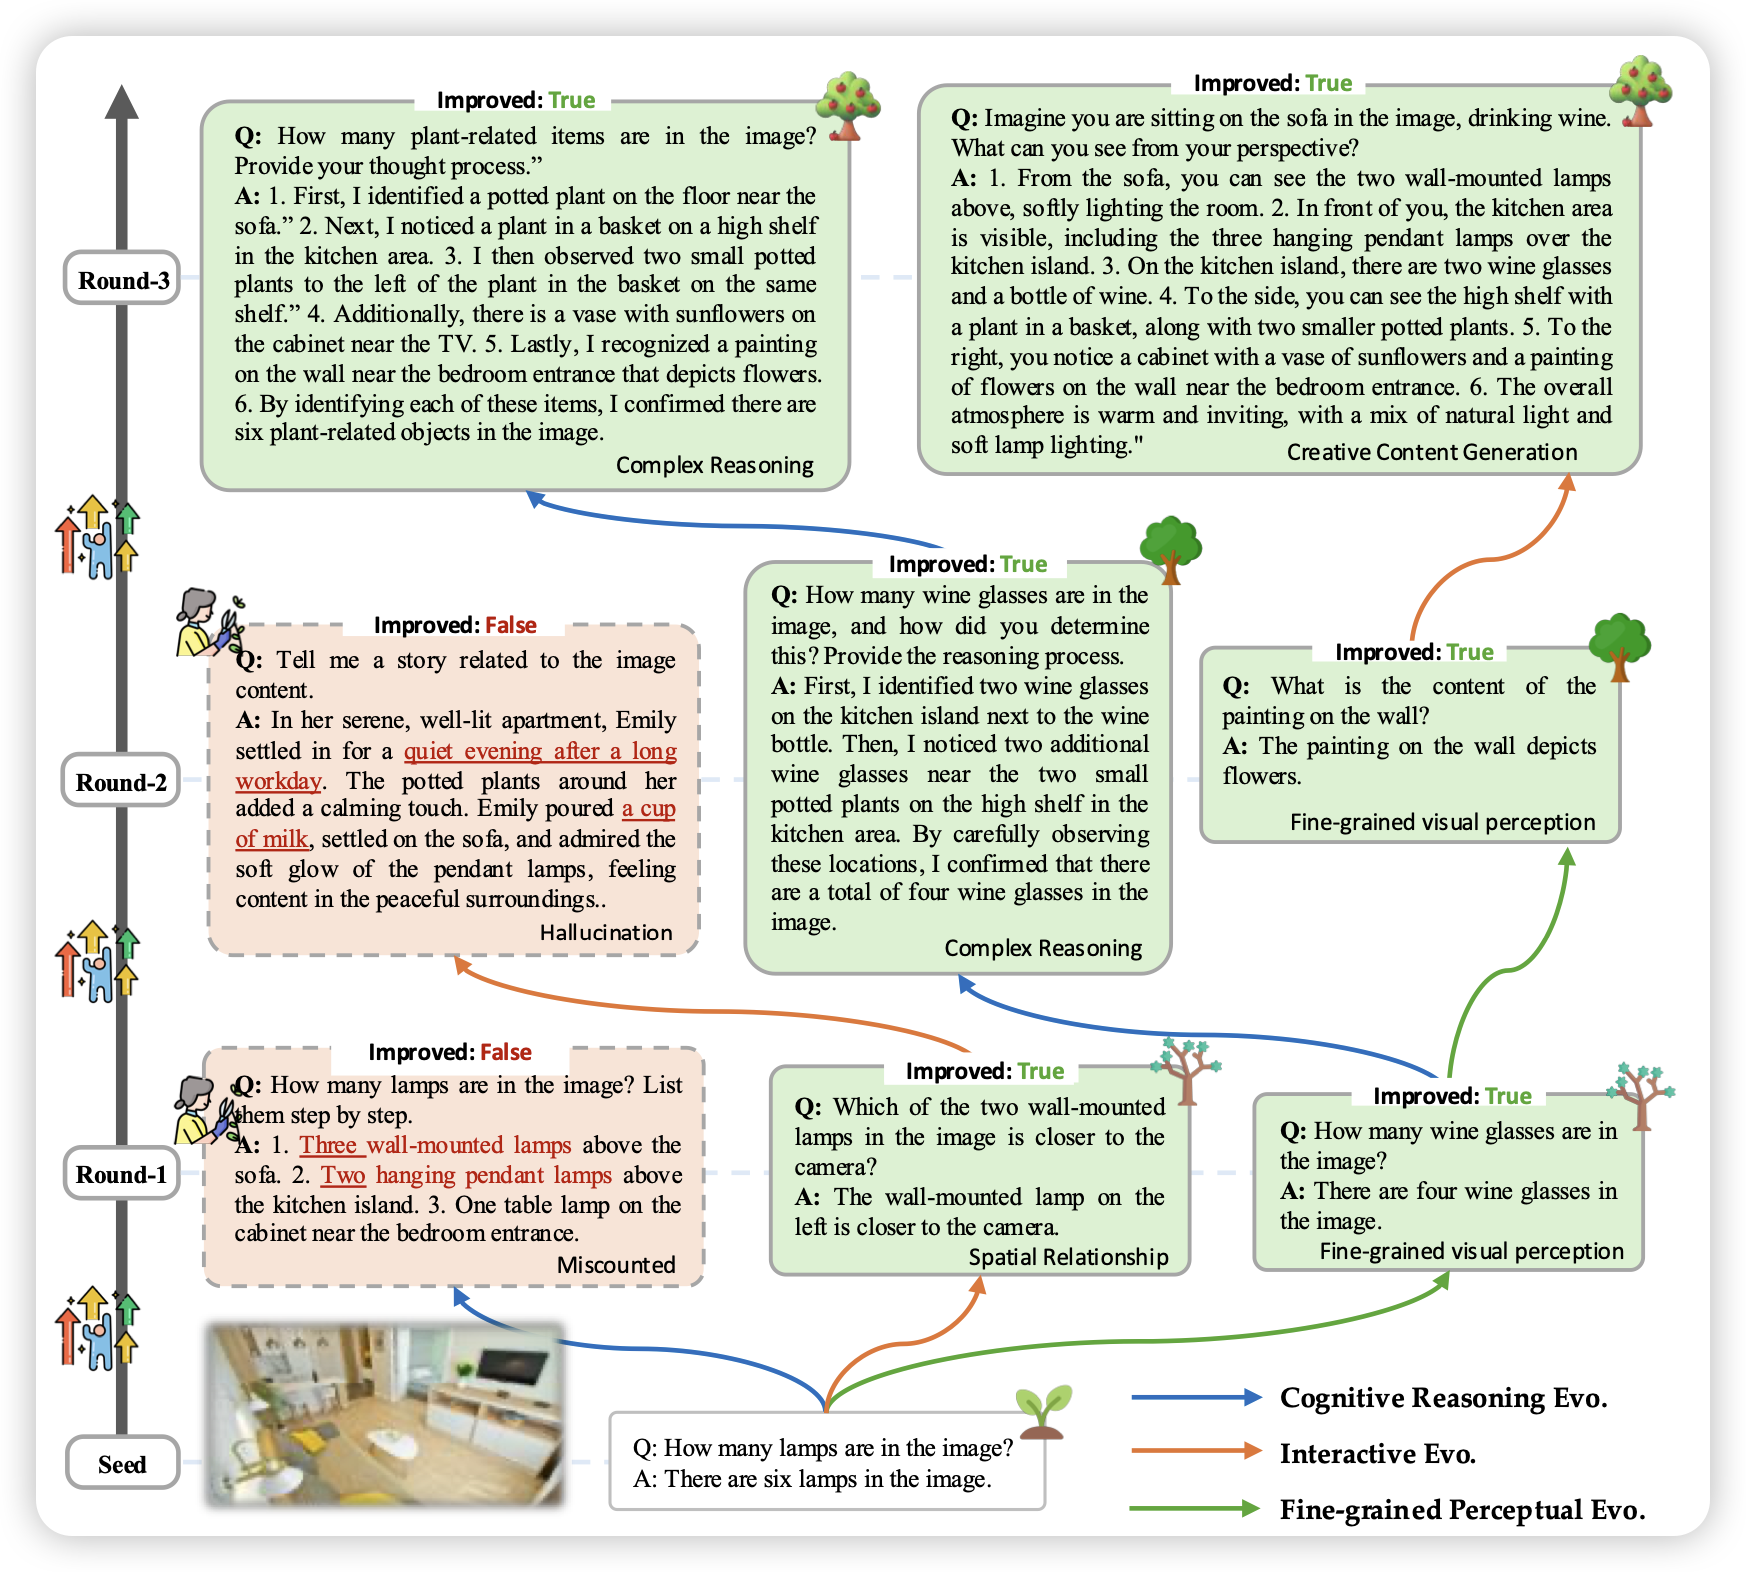 Improved: True
Q: How many plant-related items are in the image?
Provide your thought process.”
A: 1. First, I identified a potted plant on the floor near the
sofa.” 2. Next, I noticed a plant in a basket on a high shelf
in the kitchen area. 3. I then observed two small potted
plants to the left of the plant in the basket on the same
shelf.” 4. Additionally, there is a vase with sunflowers on
the cabinet near the TV. 5. Lastly, I recognized a painting
on the wall near the bedroom entrance that depicts flowers.
6. By identifying each of these items, I confirmed there are
six plant-related objects in the image.
Complex Reasoning
Improved: True
Q: Imagine you are sitting on the sofa in the image, drinking wine.
What can you see from your perspective?
A: 1. From the sofa, you can see the two wall-mounted lamps
above, softly lighting the room. 2. In front of you, the kitchen area
is visible, including the three hanging pendant lamps over the
kitchen island. 3. On the kitchen island, there are two wine glasses
and a bottle of wine. 4. To the side, you can see the high shelf with
a plant in a basket, along with two smaller potted plants. 5. To the
right, you notice a cabinet with a vase of sunflowers and a painting
of flowers on the wall near the bedroom entrance. 6. The overall
atmosphere is warm and inviting, with a mix of natural light and
soft lamp lighting."
Creative Content Generation
Round-3
Improved: False
Q: Tell me a story related to the image
content.
A: In her serene, well-lit apartment, Emily
settled in for a quiet evening after a long
workday. The potted plants around her
added a calming touch. Emily poured a cup
of milk, settled on the sofa, and admired the
soft glow of the pendant lamps, feeling
content in the peaceful surroundings..
Hallucination
Improved: True
Q: How many wine glasses are in the
image, and how did you determine
this? Provide the reasoning process.
A: First, I identified two wine glasses
on the kitchen island next to the wine
bottle. Then, I noticed two additional
wine glasses near the two small
potted plants on the high shelf in the
kitchen area. By carefully observing
these locations, I confirmed that there
are a total of four wine glasses in the
image.
Complex Reasoning
Improved: True
Q: What is the content of the
painting on the wall?
A: The painting on the wall depicts
flowers.
Fine-grained visual perception
Round-2
Improved: False
Q: How many lamps are in the image? List
them step by step.
A: 1. Three wall-mounted lamps above the
sofa. 2. Two hanging pendant lamps above
the kitchen island. 3. One table lamp on the
cabinet near the bedroom entrance.
Miscounted
Improved: True
Q: Which of the two wall-mounted
lamps in the image is closer to the
camera?
A: The wall-mounted lamp on the
left is closer to the camera.
Spatial Relationship
Improved: True
Q: How many wine glasses are in
the image?
A: There are four wine glasses in
the image.
Fine-grained visual perception
Round-1
Seed
Q: How many lamps are in the image?
A: There are six lamps in the image.
Cognitive Reasoning Evo.
Interactive Evo.
Fine-grained Perceptual Evo.